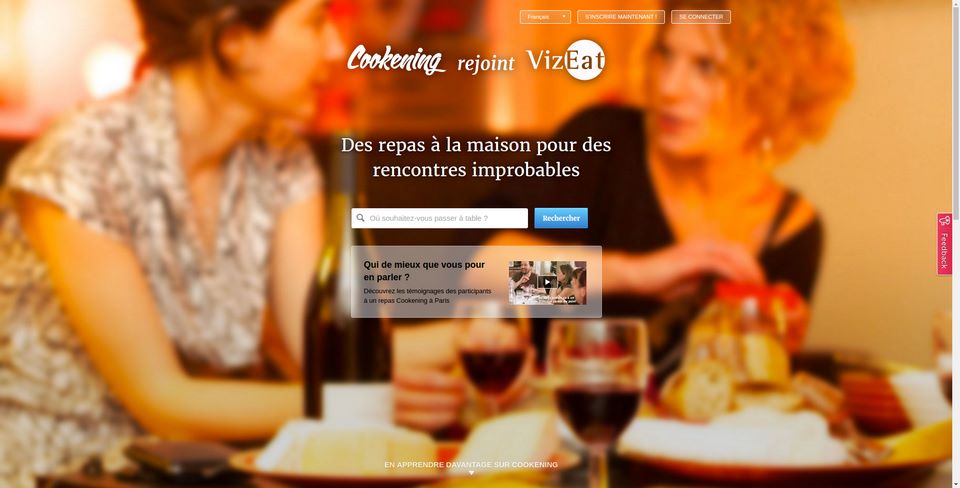 Français
S'INSCRIRE MAINTENANT !
SE CONNECTER
Cookening rejoint VizEat
Des repas à la maison pour des
rencontres improbables
Où souhaitez-vous passer à table ?
Rechercher
Qui de mieux que vous pour
en parler ?
Découvrez les témoignages des participants
à un repas Cookening à Paris
Feedback
EN APPRENDRE DAVANTAGE SUR COOKENING